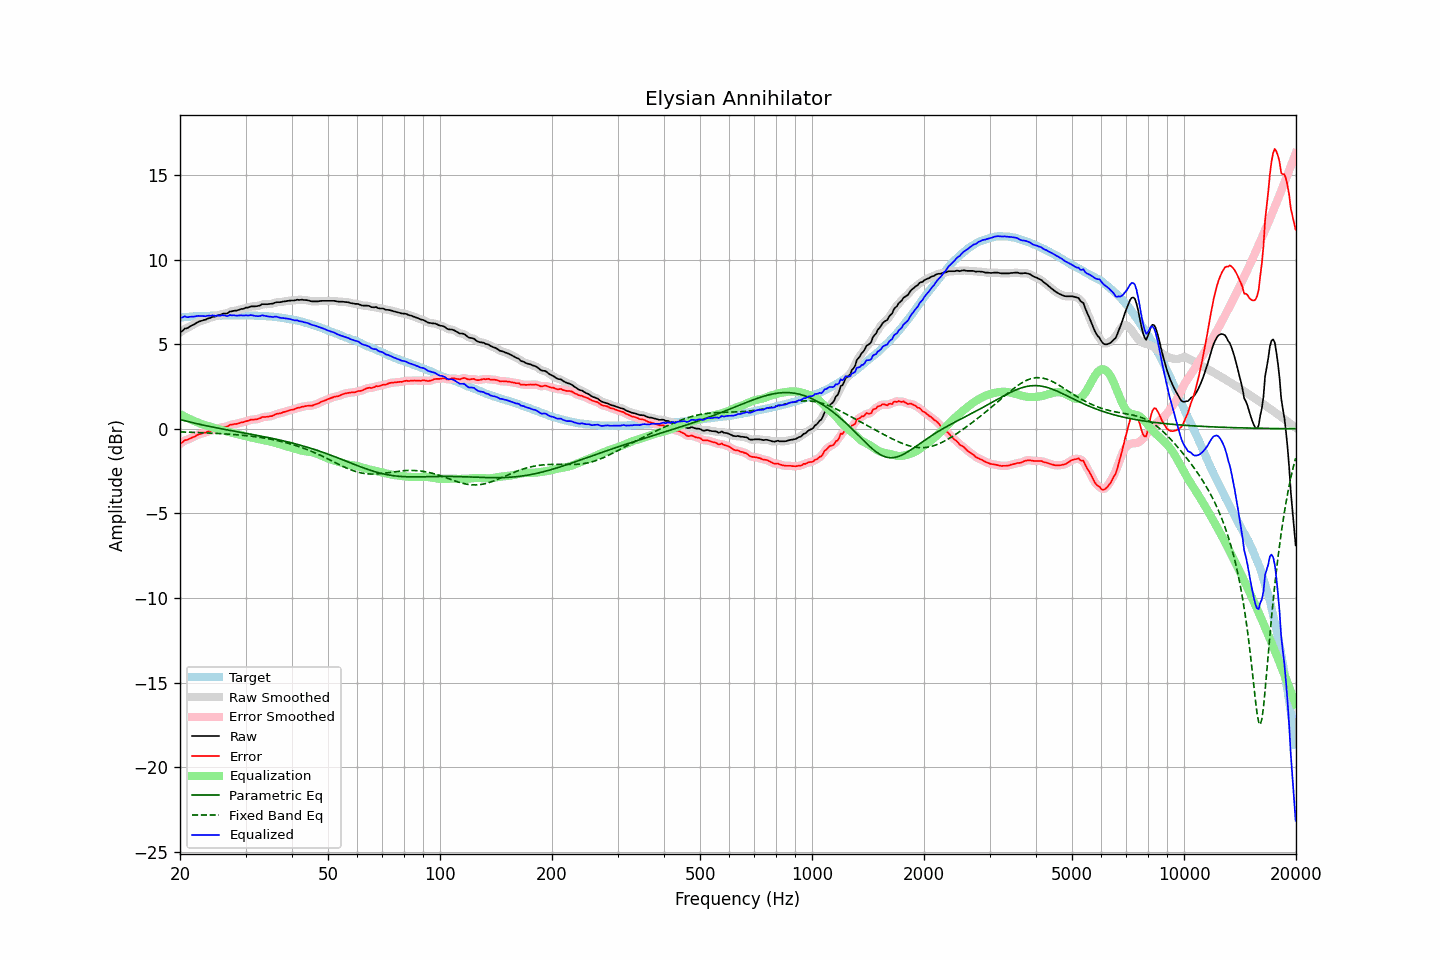 Elysian Annihilator
15
10
5
0
−5
−10
−15
−20
−25
Amplitude (dBr)
Target
Raw Smoothed
Error Smoothed
Raw
Error
Equalization
Parametric Eq
Fixed Band Eq
Equalized
20 50 100 200 500 1000 2000 5000 10000 20000
Frequency (Hz)